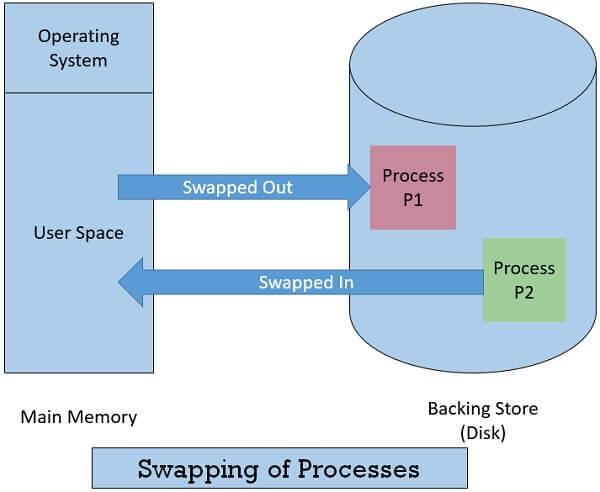 Operating
System
User Space
Swapped Out
Process
P1
Swapped In
Process
P2
Main Memory
Backing Store
(Disk)
Swapping of Processes